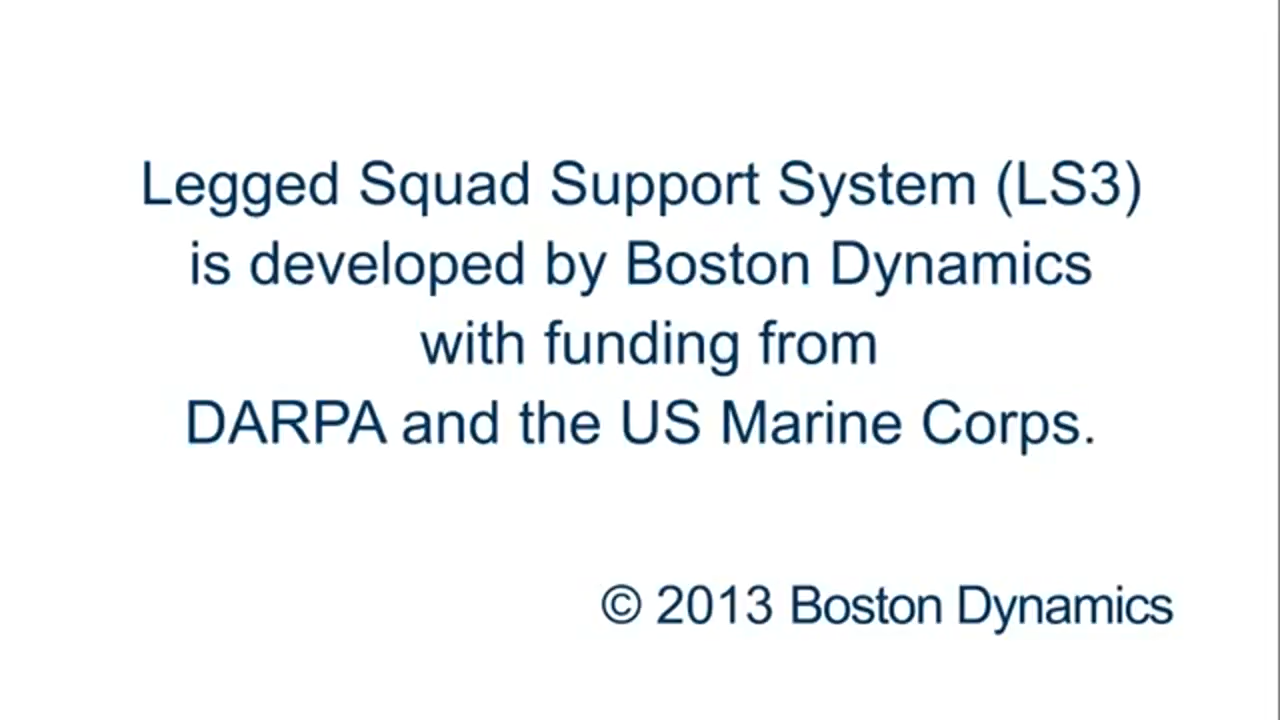 Legged Squad Support System (LS3)
is developed by Boston Dynamics
with funding from
DARPA and the US Marine Corps.
© 2013 Boston Dynamics